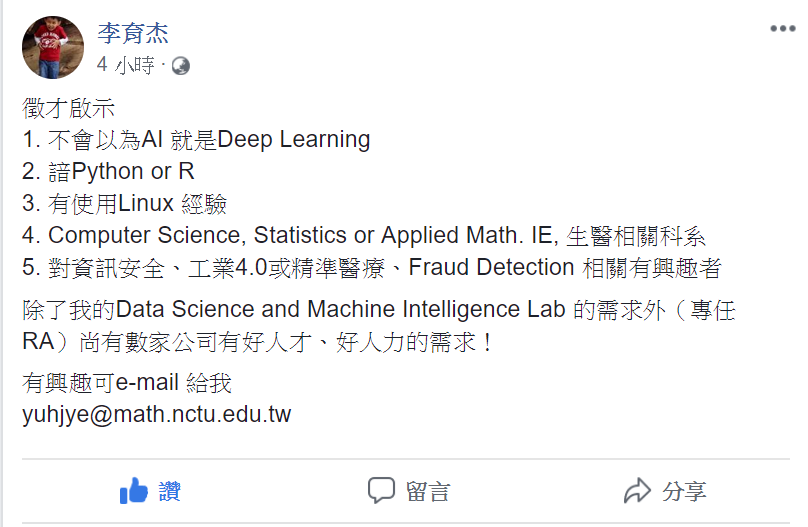 李育杰
4 小時 ·
徵才啟示
1. 不會以為AI 就是Deep Learning
2. 諳Python or R
3. 有使用Linux 經驗
4. Computer Science, Statistics or Applied Math. IE, 生醫相關科系
5. 對資訊安全、工業4.0或精準醫療、Fraud Detection 相關有興趣者
除了我的Data Science and Machine Intelligence Lab 的需求外（專任
RA）尚有數家公司有好人才、好人力的需求！
有興趣可e-mail 給我
yuhjye@math.nctu.edu.tw
讚 留言 分享